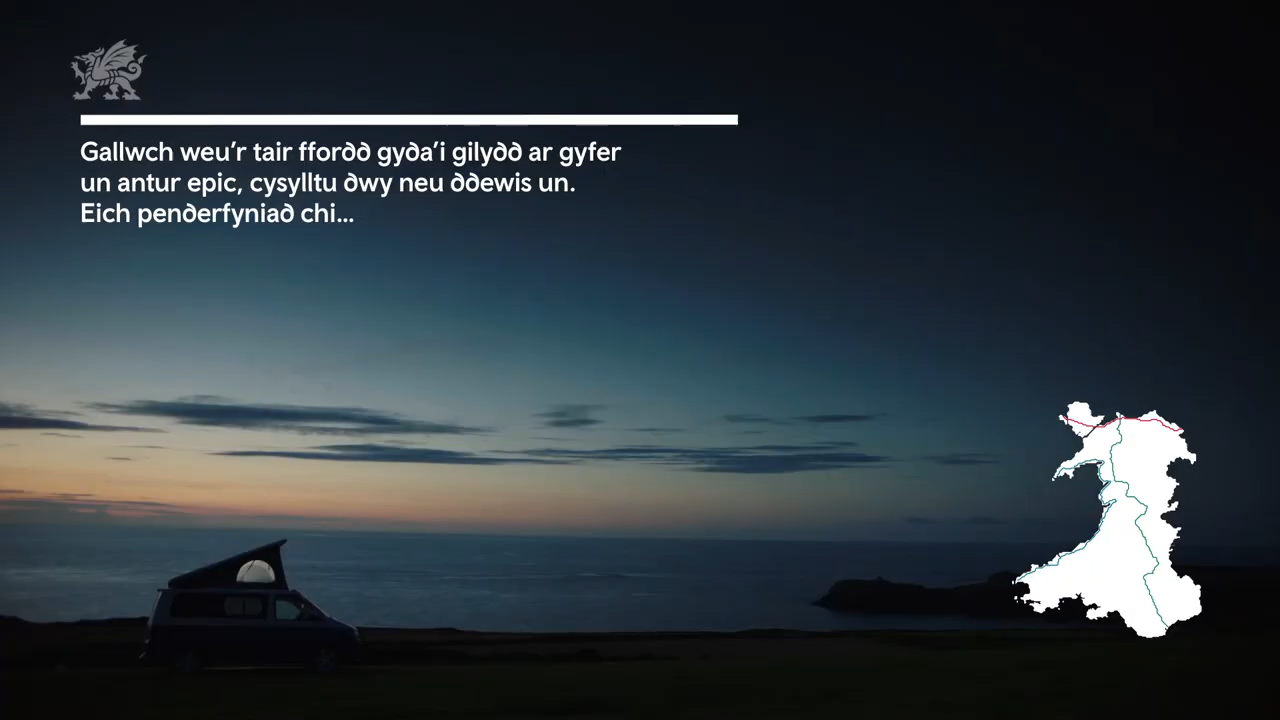 Gallwch weu'r tair ffordd gyda'i gilydd ar gyfer
un antur epic, cysylltu dwy neu ddewis un.
Eich penderfyniad chi...